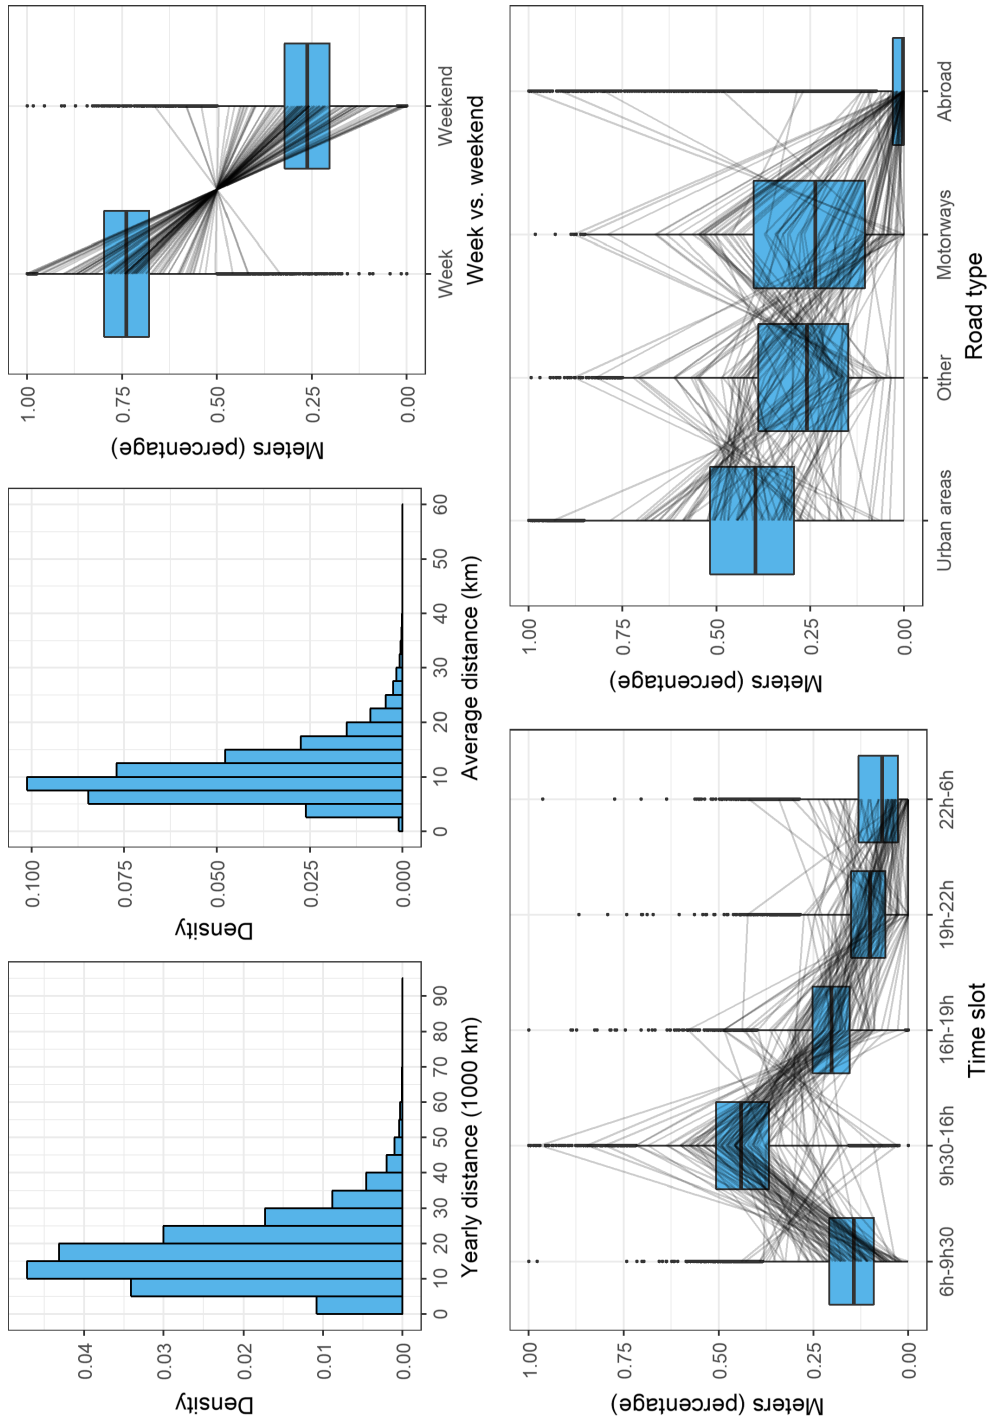 0.00
0.01
0.02
0.03
0.04
0
10
20
30
40
50
60
70
80
90
Yearly distance (1000 km)
Density
0.000
0.025
0.050
0.075
0.100
0
10
20
30
40
50
60
Average distance (km)
Density
0.00
0.25
0.50
0.75
1.00
Week
Weekend
Week vs. weekend
Meters (percentage)
0.00
0.25
0.50
0.75
1.00
6h-9h30
9h30-16h
16h-19h
19h-22h
22h-6h
Time slot
Meters (percentage)
0.00
0.25
0.50
0.75
1.00
Urban areas
Other
Motorways
Abroad
Road type
Meters (percentage)